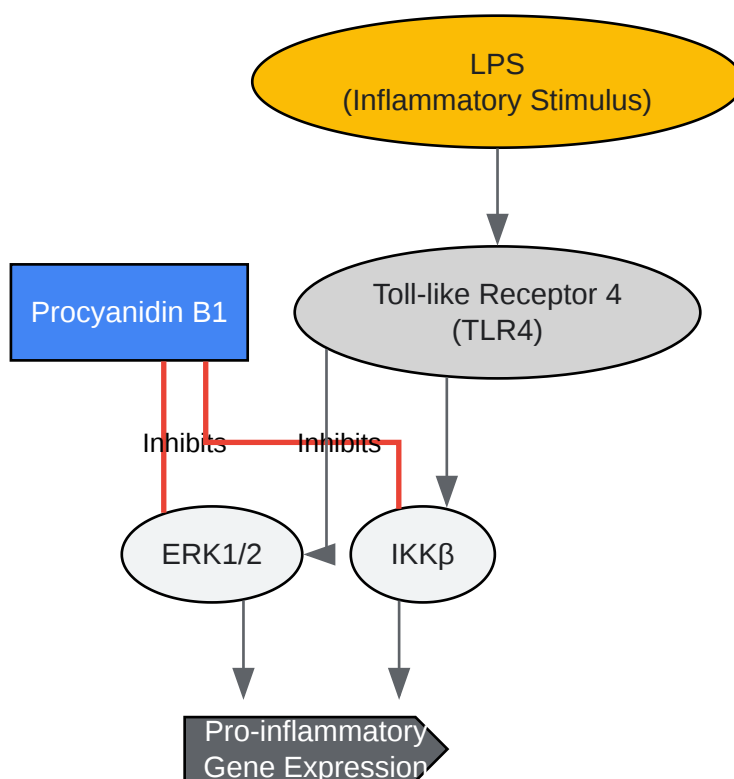 LPS
(Inflammatory Stimulus)
Toll-like Receptor 4
(TLR4)
Procyanidin B1
Inhibits
Inhibits
ERK1/2
IKKβ
Pro-inflammatory
Gene Expression